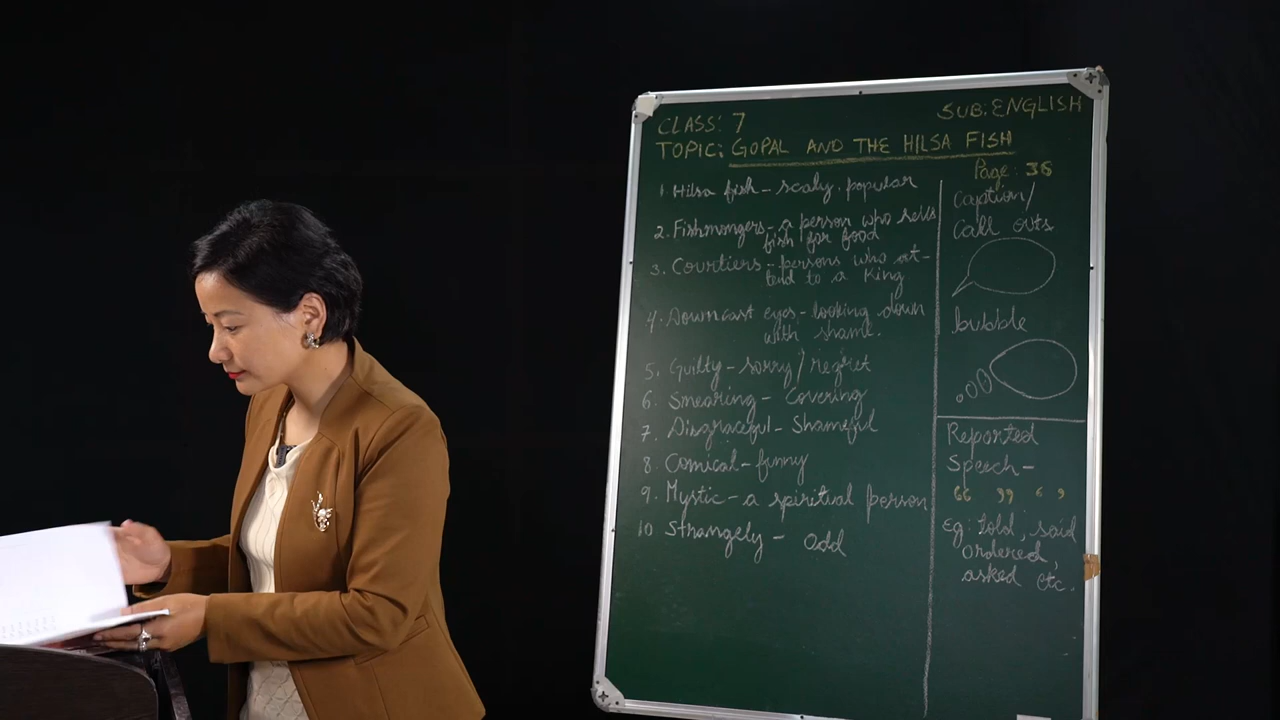 SUB: ENGLISH
CLASS: 7
TOPIC: GOPAL AND THE HILSA FISH
Page: 36
1. Hilsa fish - scaly. popular
2. Fishmongers - a person who sells
fish for food
3. Courtiers - persons who at-
tend to a King
4. Downcast eyes - looking down
with shame.
5. Guilty - sorry / regret
6. Smearing - Covering
7. Disgraceful - Shameful
8. Comical - funny
9. Mystic - a spiritual person
10 Strangely - odd
Caption/
Call outs
bubble
Reported
Speech -
“ ” ‘ ’
Eg: Told, said
ordered,
asked etc.